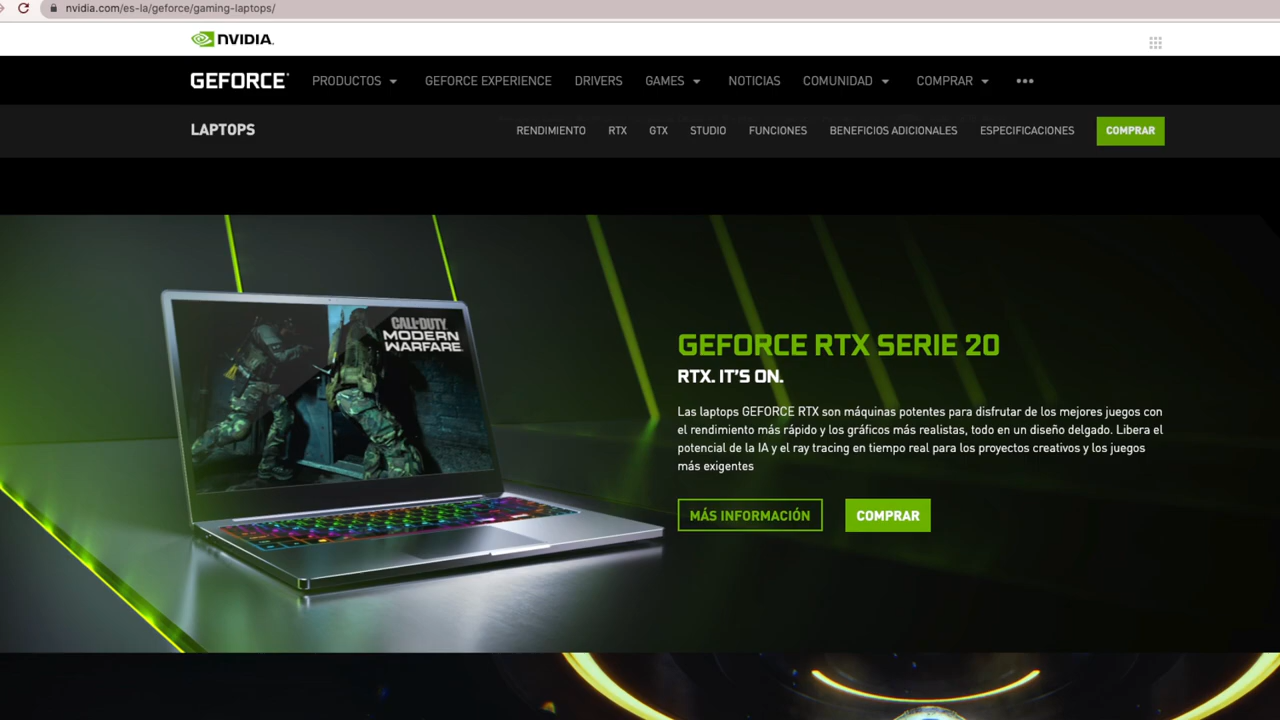 nvidia.com/es-la/geforce/gaming-laptops/
NVIDIA.
GEFORCE PRODUCTOS GEFORCE EXPERIENCE DRIVERS GAMES NOTICIAS COMUNIDAD COMPRAR
LAPTOPS RENDIMIENTO RTX GTX STUDIO FUNCIONES BENEFICIOS ADICIONALES ESPECIFICACIONES COMPRAR
CALL OF DUTY
MODERN
WARFARE
GEFORCE RTX SERIE 20
RTX. IT'S ON.
Las laptops GEFORCE RTX son máquinas potentes para disfrutar de los mejores juegos con
el rendimiento más rápido y los gráficos más realistas, todo en un diseño delgado. Libera el
potencial de la IA y el ray tracing en tiempo real para los proyectos creativos y los juegos
más exigentes
MÁS INFORMACIÓN COMPRAR